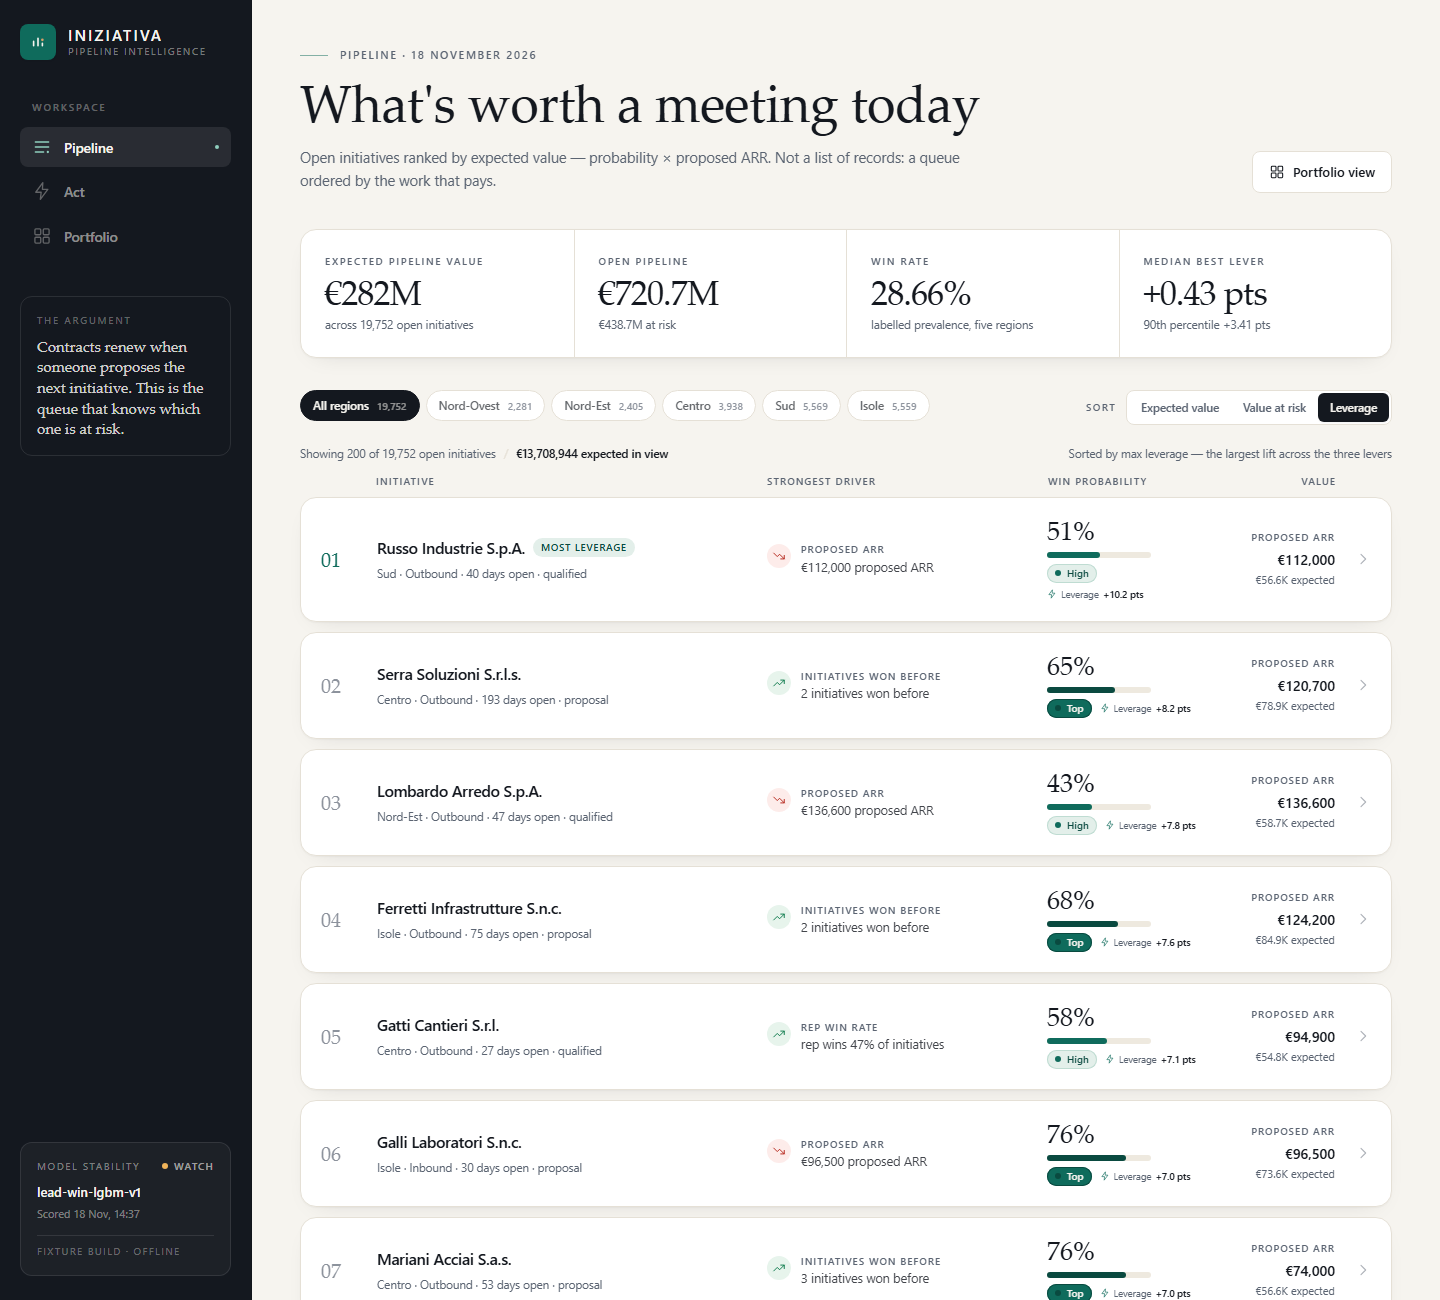 INIZIATIVA
PIPELINE INTELLIGENCE
WORKSPACE
Pipeline
Act
Portfolio
THE ARGUMENT
Contracts renew when
someone proposes the
next initiative. This is the
queue that knows which
one is at risk.
MODEL STABILITY WATCH
lead-win-lgbm-v1
Scored 18 Nov, 14:37
FIXTURE BUILD · OFFLINE
PIPELINE · 18 NOVEMBER 2026
What's worth a meeting today
Open initiatives ranked by expected value — probability × proposed ARR. Not a list of records: a queue
ordered by the work that pays.
Portfolio view
EXPECTED PIPELINE VALUE
€282M
across 19,752 open initiatives
OPEN PIPELINE
€720.7M
€438.7M at risk
WIN RATE
28.66%
labelled prevalence, five regions
MEDIAN BEST LEVER
+0.43 pts
90th percentile +3.41 pts
All regions 19,752
Nord-Ovest 2,281
Nord-Est 2,405
Centro 3,938
Sud 5,569
Isole 5,559
SORT
Expected value
Value at risk
Leverage
Showing 200 of 19,752 open initiatives / €13,708,944 expected in view
Sorted by max leverage — the largest lift across the three levers
INITIATIVE STRONGEST DRIVER WIN PROBABILITY VALUE
01
Russo Industrie S.p.A. MOST LEVERAGE
Sud · Outbound · 40 days open · qualified
PROPOSED ARR
€112,000 proposed ARR
51%
High
Leverage +10.2 pts
PROPOSED ARR
€112,000
€56.6K expected
02
Serra Soluzioni S.r.l.s.
Centro · Outbound · 193 days open · proposal
INITIATIVES WON BEFORE
2 initiatives won before
65%
Top Leverage +8.2 pts
PROPOSED ARR
€120,700
€78.9K expected
03
Lombardo Arredo S.p.A.
Nord-Est · Outbound · 47 days open · qualified
PROPOSED ARR
€136,600 proposed ARR
43%
High Leverage +7.8 pts
PROPOSED ARR
€136,600
€58.7K expected
04
Ferretti Infrastrutture S.n.c.
Isole · Outbound · 75 days open · proposal
INITIATIVES WON BEFORE
2 initiatives won before
68%
Top Leverage +7.6 pts
PROPOSED ARR
€124,200
€84.9K expected
05
Gatti Cantieri S.r.l.
Centro · Outbound · 27 days open · qualified
REP WIN RATE
rep wins 47% of initiatives
58%
High Leverage +7.1 pts
PROPOSED ARR
€94,900
€54.8K expected
06
Galli Laboratori S.n.c.
Isole · Inbound · 30 days open · proposal
PROPOSED ARR
€96,500 proposed ARR
76%
Top Leverage +7.0 pts
PROPOSED ARR
€96,500
€73.6K expected
07
Mariani Acciai S.a.s.
Centro · Outbound · 53 days open · proposal
INITIATIVES WON BEFORE
3 initiatives won before
76%
Top Leverage +7.0 pts
PROPOSED ARR
€74,000
€56.6K expected